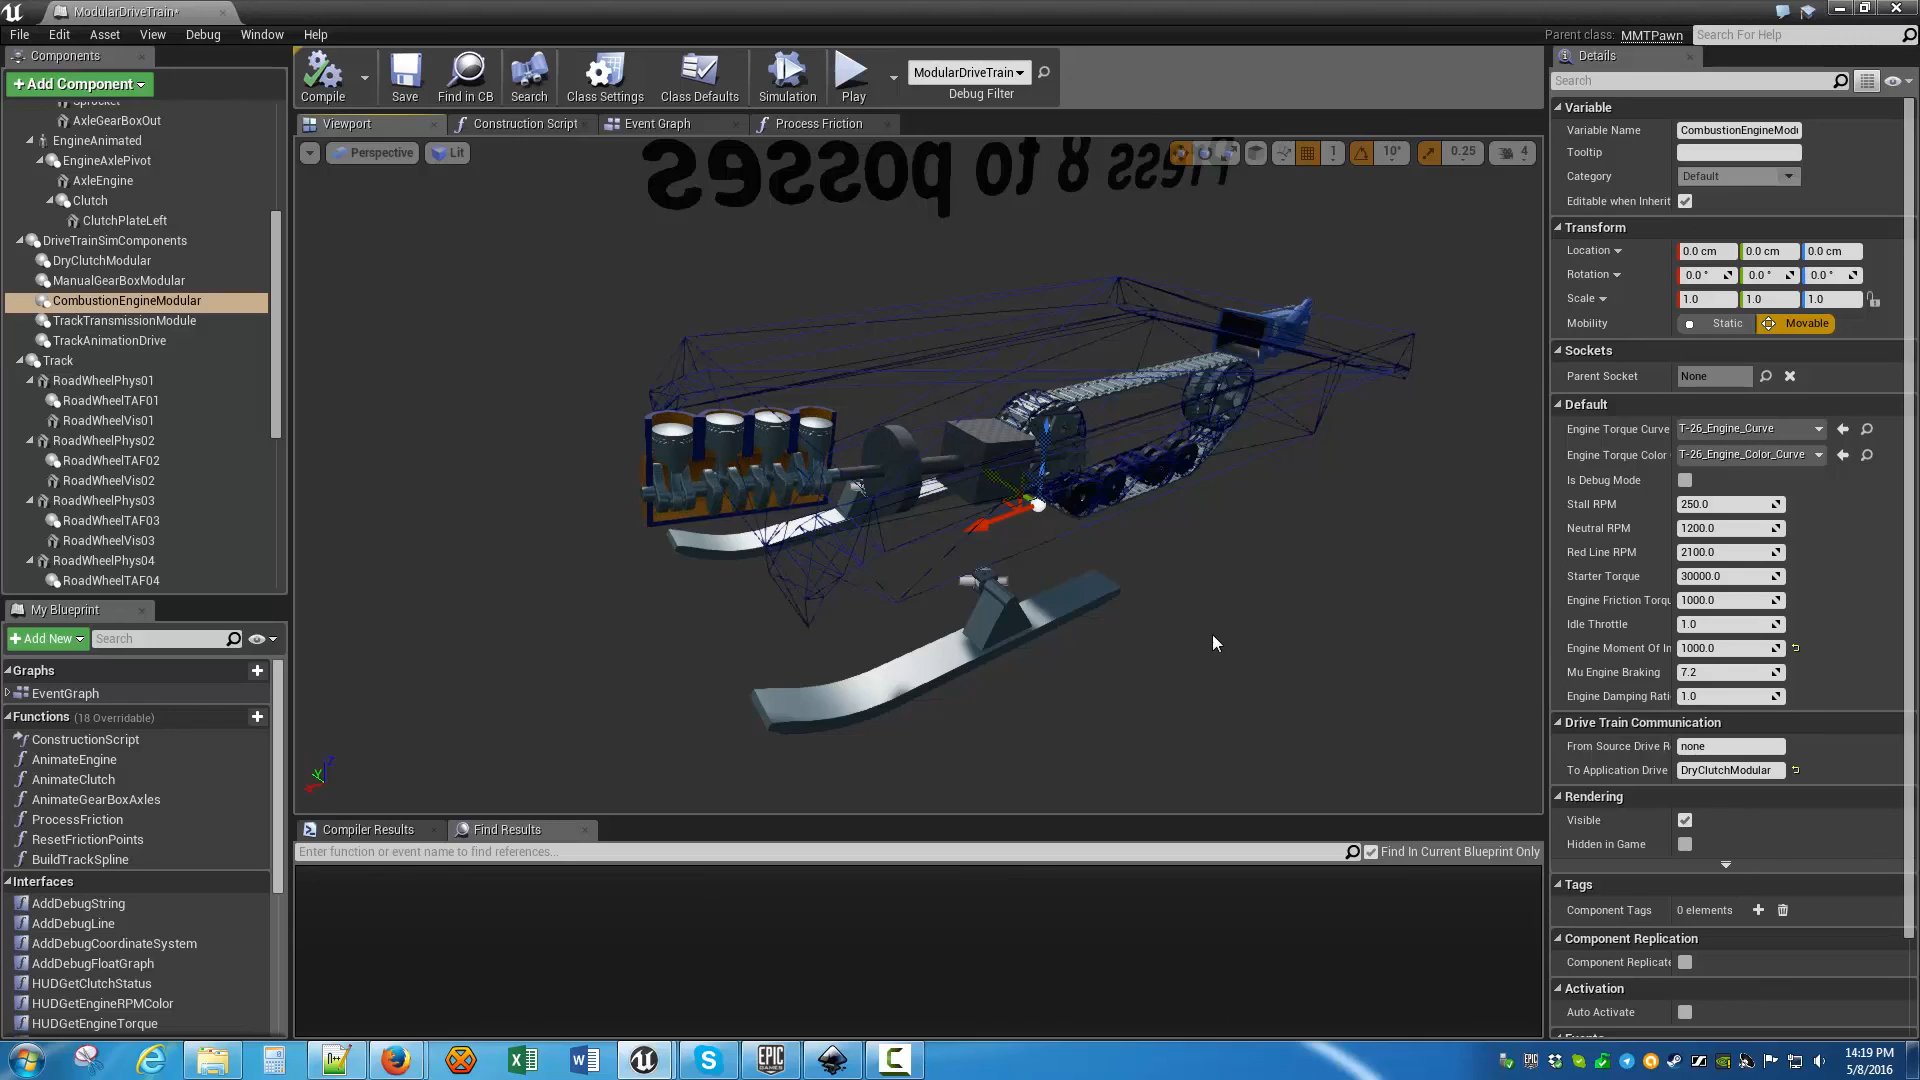 ModularDriveTrain*
File Edit Asset View Debug Window Help
Parent class: MMTPawn
Search For Help
Components
+Add Component
Sprocket
AxleGearBoxOut
EngineAnimated
EngineAxlePivot
AxleEngine
Clutch
ClutchPlateLeft
DriveTrainSimComponents
DryClutchModular
ManualGearBoxModular
CombustionEngineModular
TrackTransmissionModule
TrackAnimationDrive
Track
RoadWheelPhys01
RoadWheelTAF01
RoadWheelVis01
RoadWheelPhys02
RoadWheelTAF02
RoadWheelVis02
RoadWheelPhys03
RoadWheelTAF03
RoadWheelVis03
RoadWheelPhys04
RoadWheelTAF04
My Blueprint
+Add New
Search
Graphs
EventGraph
Functions (18 Overridable)
ConstructionScript
AnimateEngine
AnimateClutch
AnimateGearBoxAxles
ProcessFriction
ResetFrictionPoints
BuildTrackSpline
Interfaces
AddDebugString
AddDebugLine
AddDebugCoordinateSystem
AddDebugFloatGraph
HUDGetClutchStatus
HUDGetEngineRPMColor
HUDGetEngineTorque
Compile Save Find in CB Search Class Settings Class Defaults Simulation Play
ModularDriveTrain
Debug Filter
Viewport Construction Script Event Graph Process Friction
Perspective Lit
1 10° 0.25 4
Press 8 to posses
Compiler Results Find Results
Enter function or event name to find references...
Find In Current Blueprint Only
Details
Search
Variable
Variable Name CombustionEngineModu
Tooltip
Category Default
Editable when Inherit
Transform
Location 0.0 cm 0.0 cm 0.0 cm
Rotation 0.0 ° 0.0 ° 0.0 °
Scale 1.0 1.0 1.0
Mobility Static Movable
Sockets
Parent Socket None
Default
Engine Torque Curve T-26_Engine_Curve
Engine Torque Color T-26_Engine_Color_Curve
Is Debug Mode
Stall RPM 250.0
Neutral RPM 1200.0
Red Line RPM 2100.0
Starter Torque 30000.0
Engine Friction Torqu 1000.0
Idle Throttle 1.0
Engine Moment Of In 1000.0
Mu Engine Braking 7.2
Engine Damping Rati 1.0
Drive Train Communication
From Source Drive R none
To Application Drive DryClutchModular
Rendering
Visible
Hidden in Game
Tags
Component Tags 0 elements
Component Replication
Component Replicate
Activation
Auto Activate
Events
14:19 PM
5/8/2016